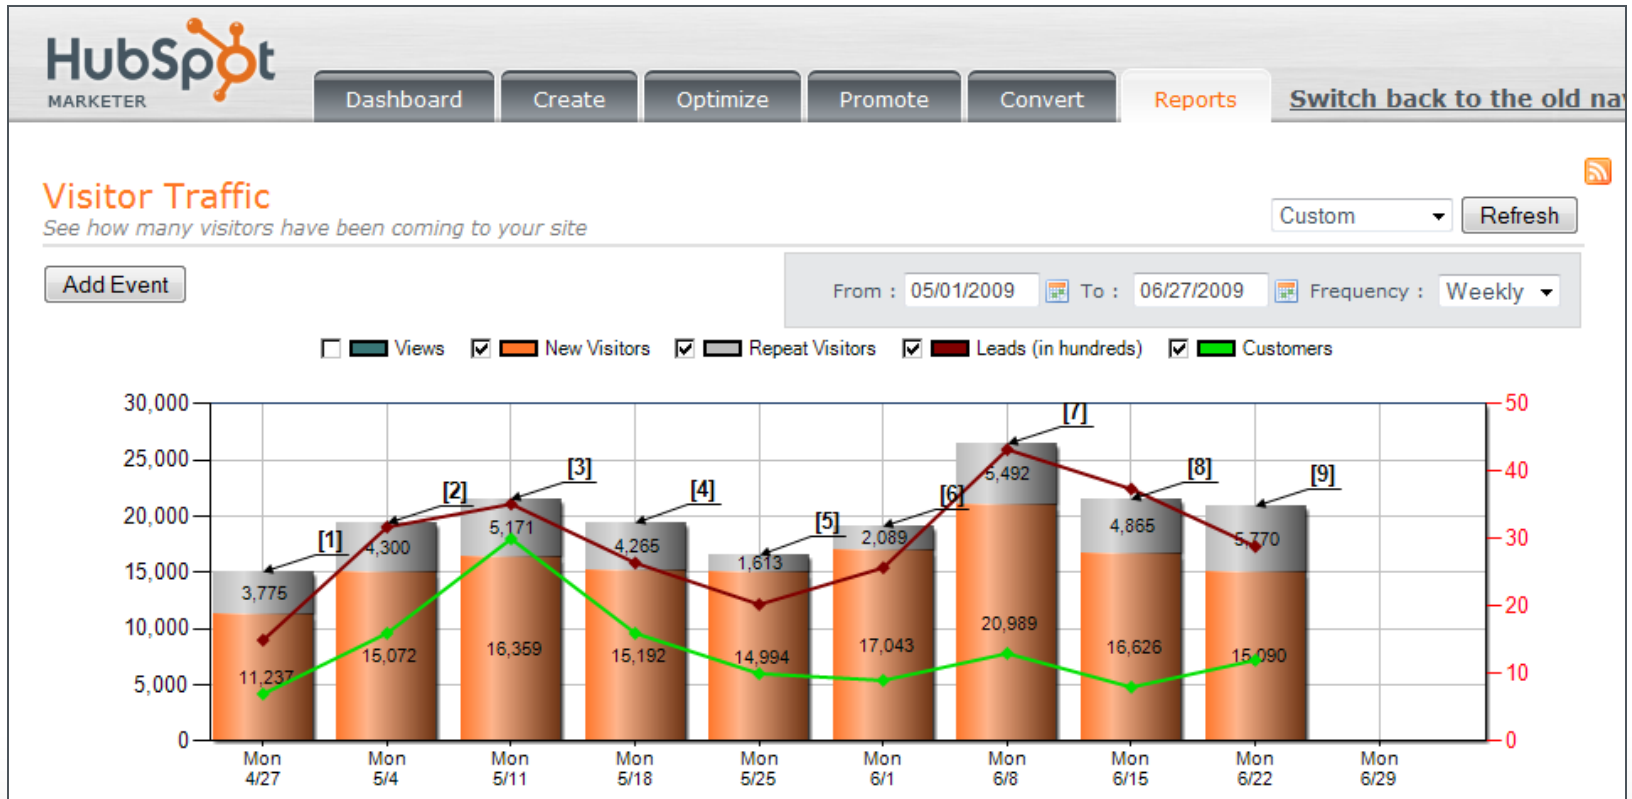 HubSpot
MARKETER
Dashboard Create Optimize Promote Convert Reports Switch back to the old na
Visitor Traffic
See how many visitors have been coming to your site
Custom Refresh
Add Event
From : 05/01/2009 To : 06/27/2009 Frequency : Weekly
Views New Visitors Repeat Visitors Leads (in hundreds) Customers
30,000 50
25,000 40
20,000 30
15,000 20
10,000 10
5,000 0
0
[1] [2] [3] [4] [5] [6] [7] [8] [9]
3,775 4,300 5,171 4,265 1,613 2,089 5,492 4,865 5,770
11,237 15,072 16,359 15,192 14,994 17,043 20,989 16,626 15,090
Mon Mon Mon Mon Mon Mon Mon Mon Mon Mon
4/27 5/4 5/11 5/18 5/25 6/1 6/8 6/15 6/22 6/29